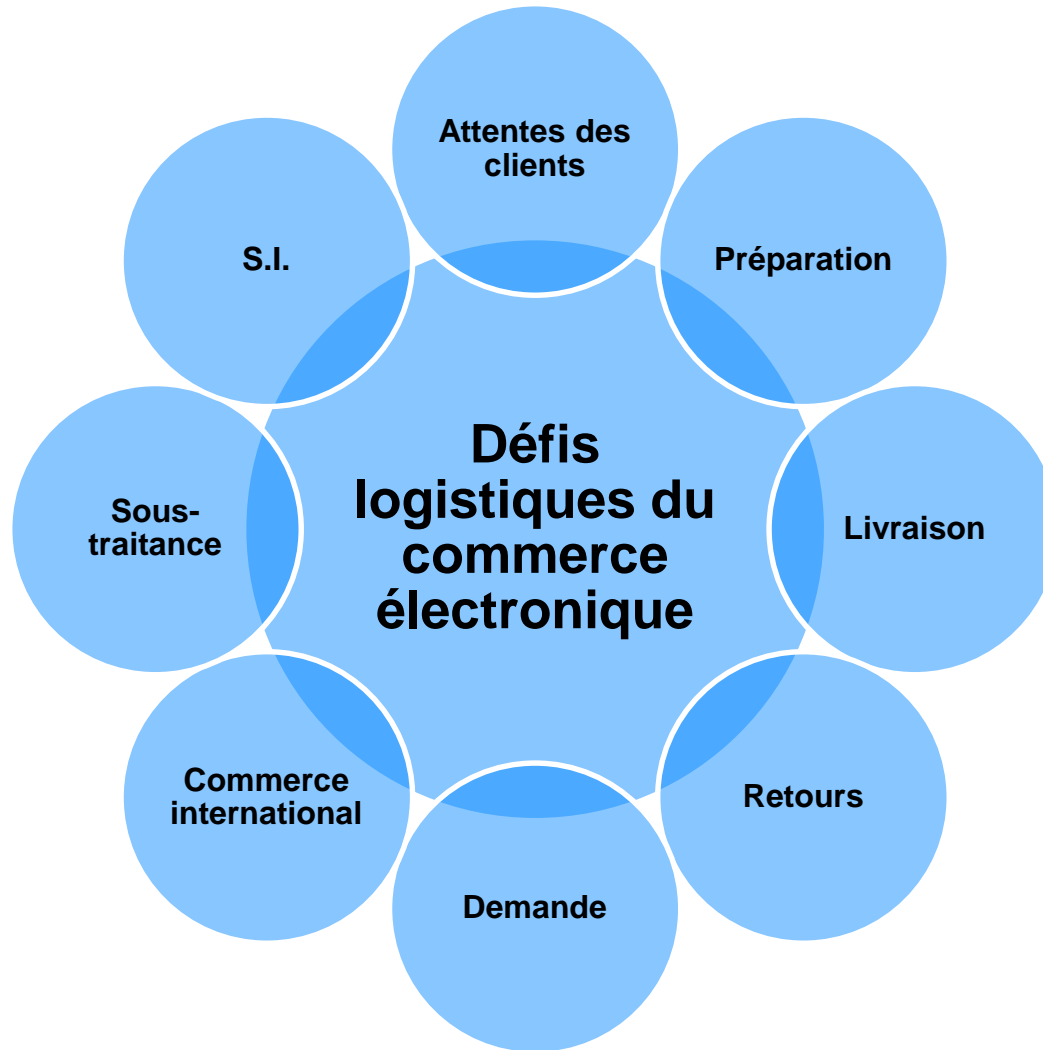 Attentes des
clients
Préparation
Livraison
Retours
Demande
Commerce
international
Sous-
traitance
S.I.
Défis
logistiques du
commerce
électronique